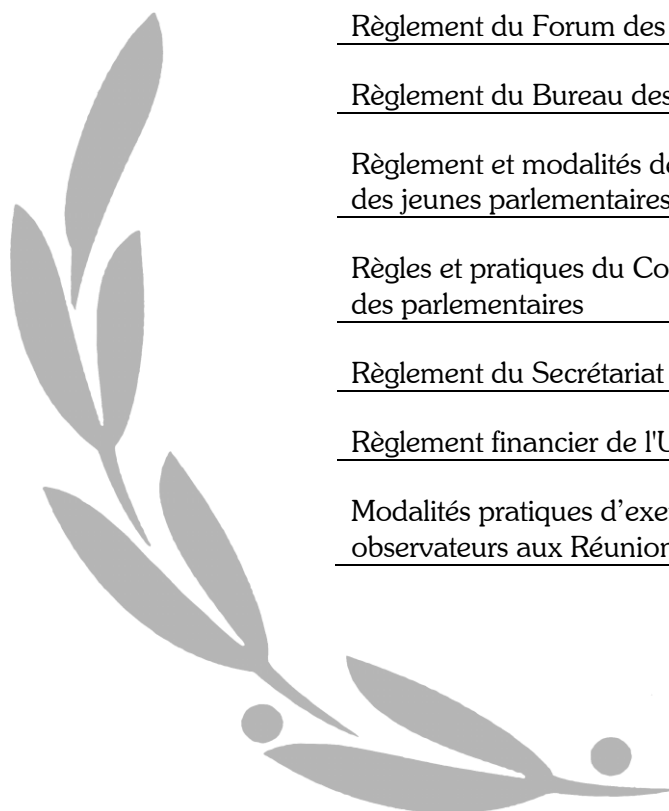 Règlement du Forum des
Règlement du Bureau des
Règlement et modalités de
des jeunes parlementaires
Règles et pratiques du Co
des parlementaires
Règlement du Secrétariat
Règlement financier de l'U
Modalités pratiques d’exe
observateurs aux Réunion